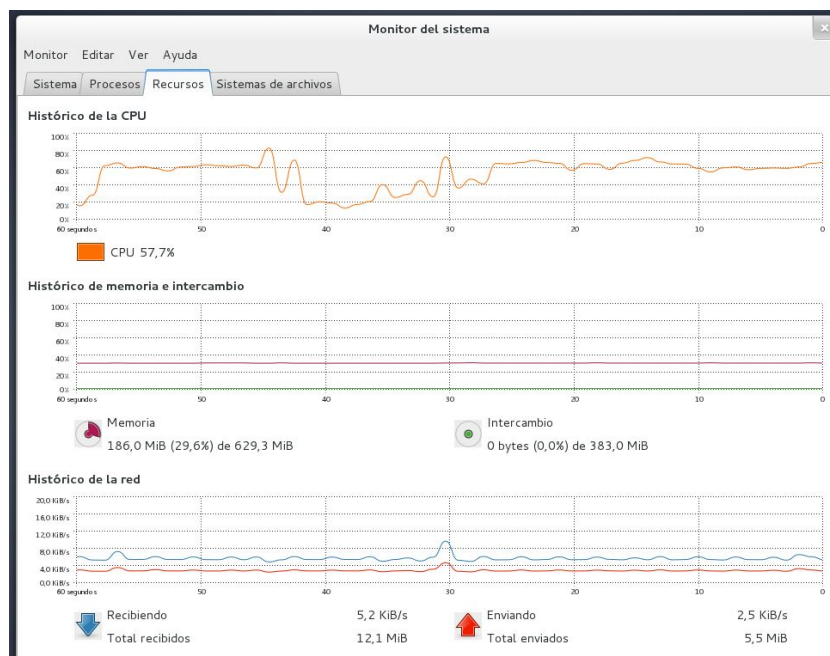 Monitor del sistema
Monitor Editar Ver Ayuda
Sistema Procesos Recursos Sistemas de archivos
Histórico de la CPU
100%
80%
60%
40%
20%
0%
60 segundos 50 40 30 20 10 0
CPU 57,7%
Histórico de memoria e intercambio
100%
80%
60%
40%
20%
0%
60 segundos 50 40 30 20 10 0
Memoria Intercambio
186,0 MiB (29,6%) de 629,3 MiB 0 bytes (0,0%) de 383,0 MiB
Histórico de la red
20,0 KiB/s
16,0 KiB/s
12,0 KiB/s
8,0 KiB/s
4,0 KiB/s
0,0 KiB/s
60 segundos 50 40 30 20 10 0
Recibiendo 5,2 KiB/s Enviando 2,5 KiB/s
Total recibidos 12,1 MiB Total enviados 5,5 MiB